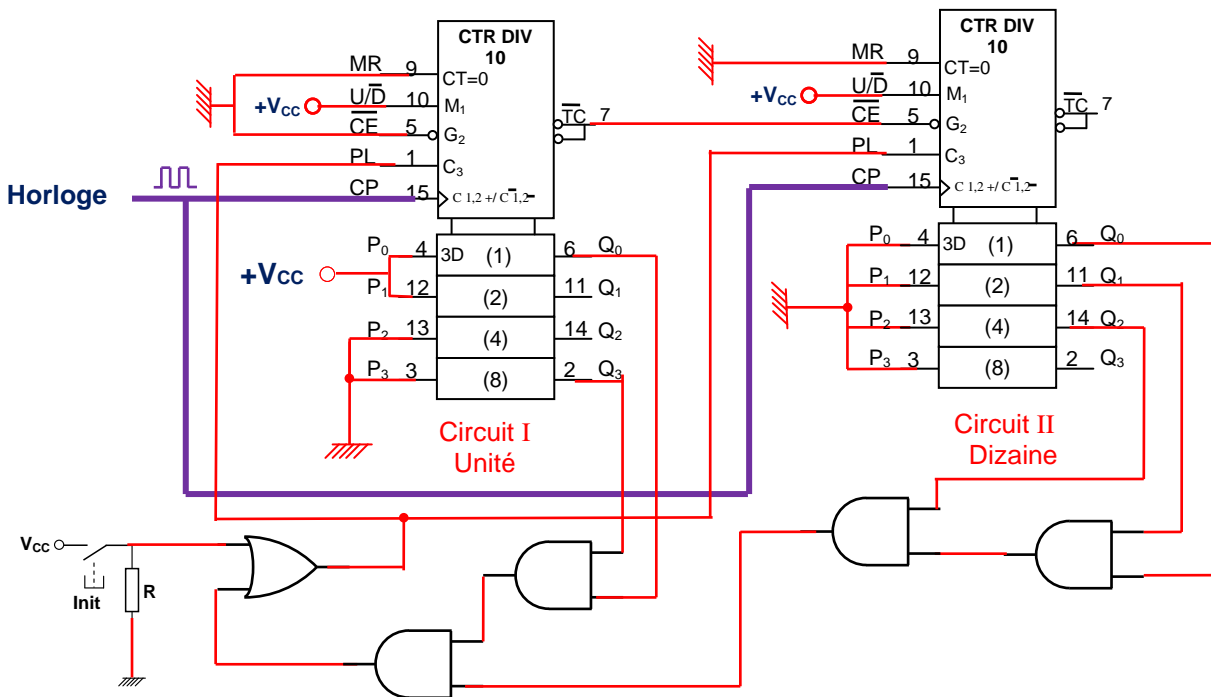 CTR DIV
10
MR 9 CT=0
+Vcc U/D̅ 10 M₁
C̅E̅ 5 G₂
T̅C̅ 7
PL 1 C₃
Horloge CP 15 C 1,2 +/ C̅ 1,2-
P₀ 4 3D (1) 6 Q₀
+Vcc
P₁ 12 (2) 11 Q₁
P₂ 13 (4) 14 Q₂
P₃ 3 (8) 2 Q₃
Circuit I
Unité
CTR DIV
10
MR 9 CT=0
+Vcc U/D̅ 10 M₁
C̅E̅ 5 G₂
T̅C̅ 7
PL 1 C₃
CP 15 C 1,2 +/ C̅ 1,2-
P₀ 4 3D (1) 6 Q₀
P₁ 12 (2) 11 Q₁
P₂ 13 (4) 14 Q₂
P₃ 3 (8) 2 Q₃
Circuit II
Dizaine
Vcc
Init
R